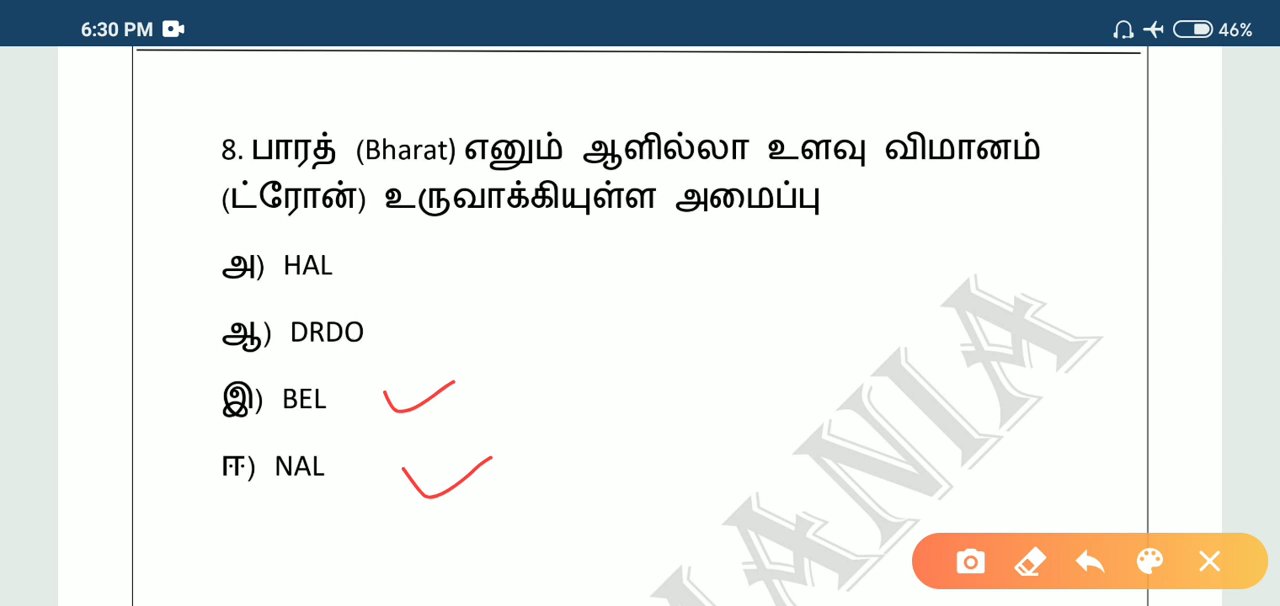 6:30 PM 46%
8. பாரத் (Bharat) எனும் ஆளில்லா உளவு விமானம்
(ட்ரோன்) உருவாக்கியுள்ள அமைப்பு
அ) HAL
ஆ) DRDO
இ) BEL
ஈ) NAL